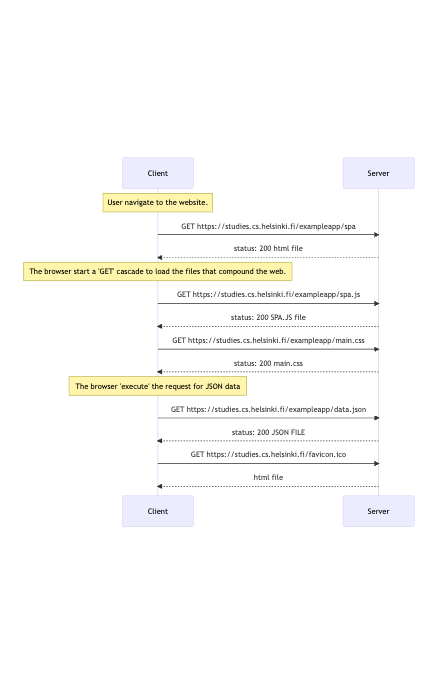 Client
Server
User navigate to the website.
GET https://studies.cs.helsinki.fi/exampleapp/spa
status: 200 html file
The browser start a 'GET' cascade to load the files that compound the web.
GET https://studies.cs.helsinki.fi/exampleapp/spa.js
status: 200 SPA.JS file
GET https://studies.cs.helsinki.fi/exampleapp/main.css
status: 200 main.css
The browser 'execute' the request for JSON data
GET https://studies.cs.helsinki.fi/exampleapp/data.json
status: 200 JSON FILE
GET https://studies.cs.helsinki.fi/favicon.ico
html file
Client
Server